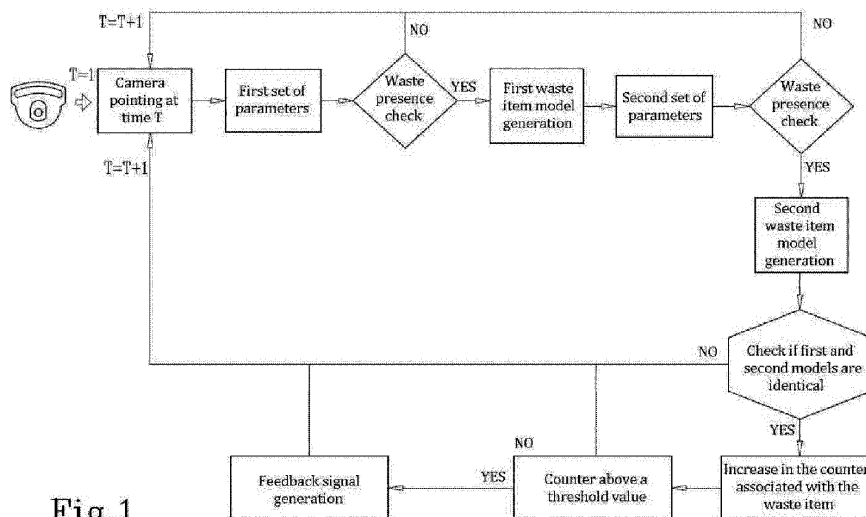 T=T+1
NO
NO
T=1
Camera
pointing at
time T
First set of
parameters
Waste
presence
check
YES
First waste
item model
generation
Second set of
parameters
Waste
presence
check
T=T+1
YES
Second
waste item
model
generation
NO
Check if first and
second models are
identical
YES
NO
Feedback signal
generation
YES
Counter above a
threshold value
Increase in the counter
associated with the
waste item
Fig.1